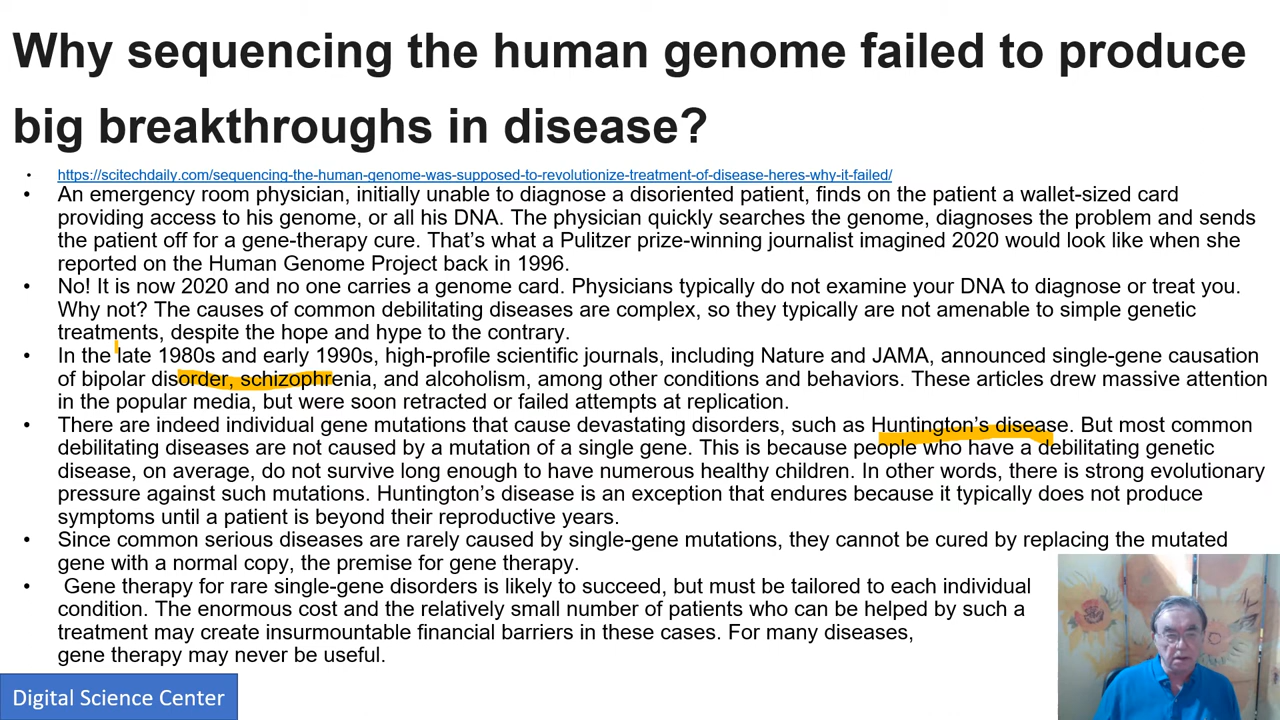 Why sequencing the human genome failed to produce
big breakthroughs in disease?
• https://scitechdaily.com/sequencing-the-human-genome-was-supposed-to-revolutionize-treatment-of-disease-heres-why-it-failed/
• An emergency room physician, initially unable to diagnose a disoriented patient, finds on the patient a wallet-sized card
providing access to his genome, or all his DNA. The physician quickly searches the genome, diagnoses the problem and sends
the patient off for a gene-therapy cure. That’s what a Pulitzer prize-winning journalist imagined 2020 would look like when she
reported on the Human Genome Project back in 1996.
• No! It is now 2020 and no one carries a genome card. Physicians typically do not examine your DNA to diagnose or treat you.
Why not? The causes of common debilitating diseases are complex, so they typically are not amenable to simple genetic
treatments, despite the hope and hype to the contrary.
• In the late 1980s and early 1990s, high-profile scientific journals, including Nature and JAMA, announced single-gene causation
of bipolar disorder, schizophrenia, and alcoholism, among other conditions and behaviors. These articles drew massive attention
in the popular media, but were soon retracted or failed attempts at replication.
• There are indeed individual gene mutations that cause devastating disorders, such as Huntington’s disease. But most common
debilitating diseases are not caused by a mutation of a single gene. This is because people who have a debilitating genetic
disease, on average, do not survive long enough to have numerous healthy children. In other words, there is strong evolutionary
pressure against such mutations. Huntington’s disease is an exception that endures because it typically does not produce
symptoms until a patient is beyond their reproductive years.
• Since common serious diseases are rarely caused by single-gene mutations, they cannot be cured by replacing the mutated
gene with a normal copy, the premise for gene therapy.
• Gene therapy for rare single-gene disorders is likely to succeed, but must be tailored to each individual
condition. The enormous cost and the relatively small number of patients who can be helped by such a
treatment may create insurmountable financial barriers in these cases. For many diseases,
gene therapy may never be useful.
Digital Science Center